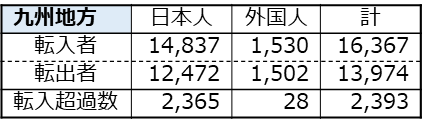 九州地方 日本人 外国人 計
転入者 14,837 1,530 16,367
転出者 12,472 1,502 13,974
転入超過数 2,365 28 2,393